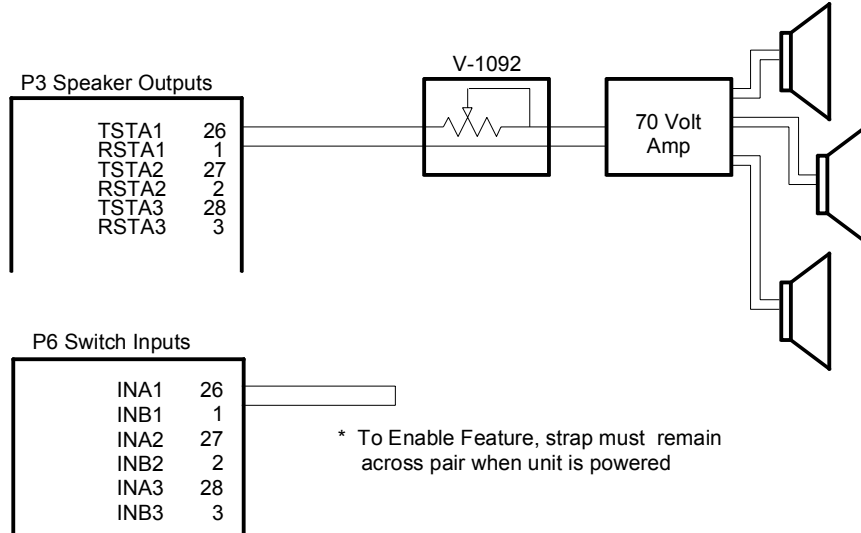 V-1092
P3 Speaker Outputs
TSTA1 26
RSTA1 1
TSTA2 27
RSTA2 2
TSTA3 28
RSTA3 3
70 Volt
Amp
P6 Switch Inputs
INA1 26
INB1 1
INA2 27
INB2 2
INA3 28
INB3 3
* To Enable Feature, strap must remain
across pair when unit is powered